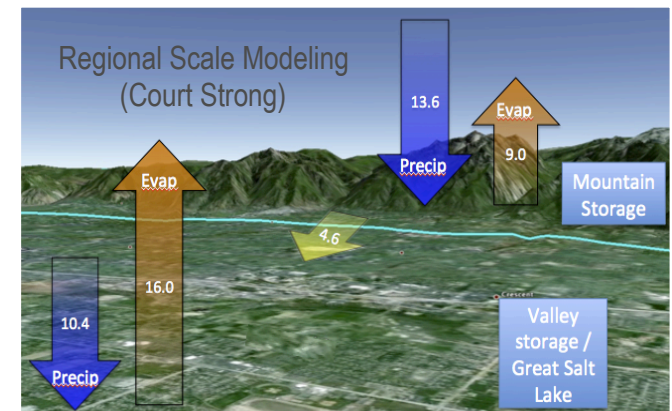 Regional Scale Modeling
(Court Strong)
13.6
Precip
Evap
9.0
Mountain
Storage
Evap
16.0
4.6
10.4
Precip
Crescent
Valley
storage /
Great Salt
Lake